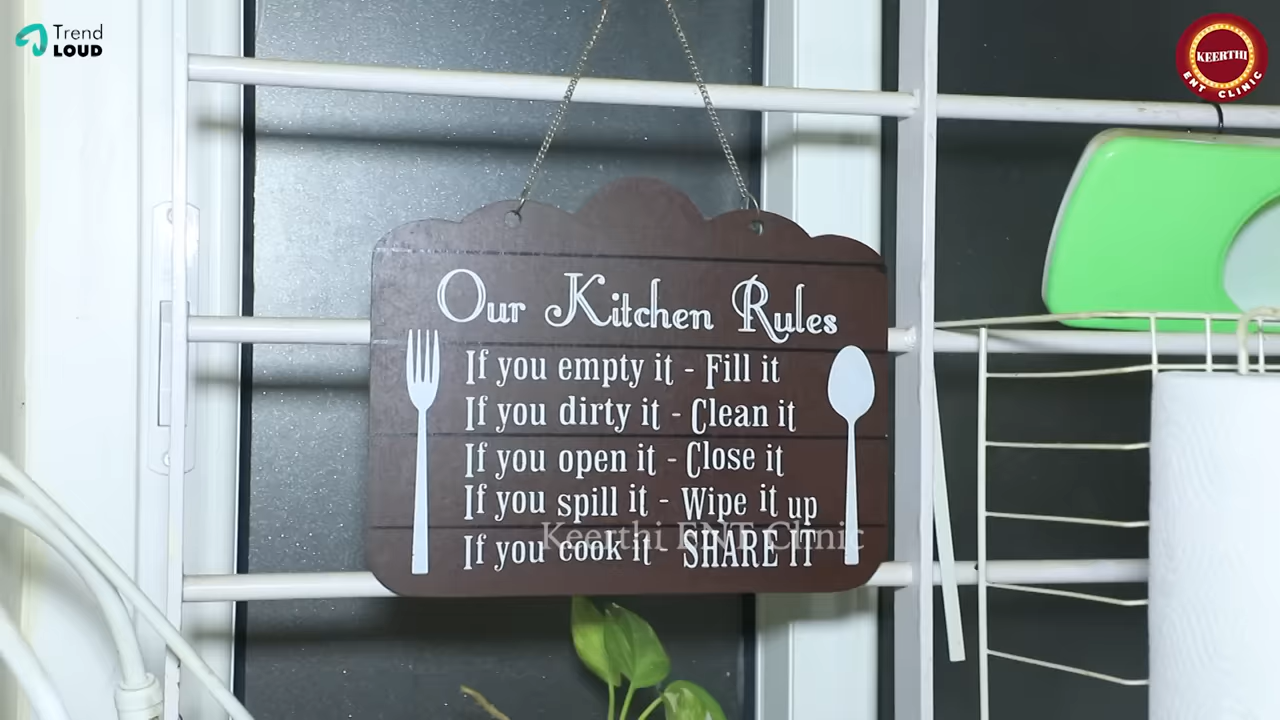 Trend
LOUD
KEERTHI
ENT CLINIC
Our Kitchen Rules
If you empty it - Fill it
If you dirty it - Clean it
If you open it - Close it
If you spill it - Wipe it up
Keerthi ENT Clinic
If you cook it - SHARE IT